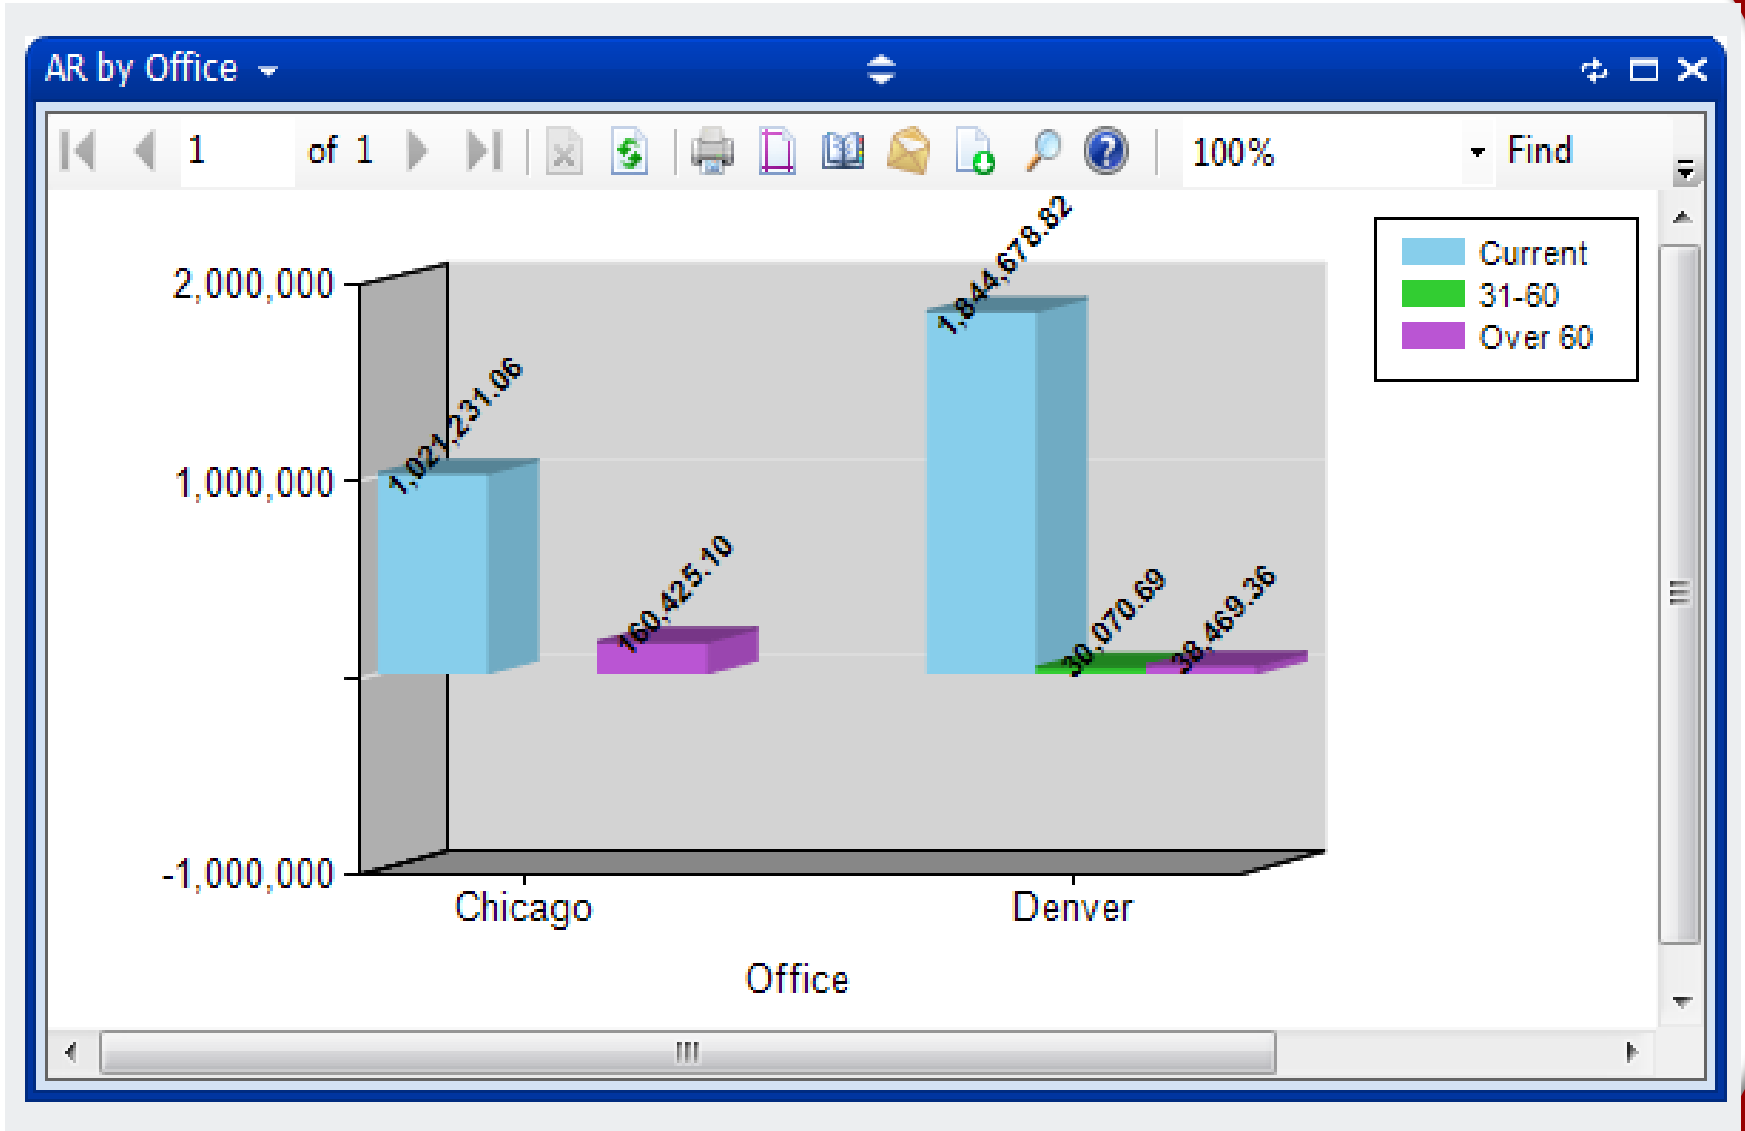 AR by Office
1 of 1 100% Find
2,000,000
1,000,000
-1,000,000
1,021,231.06
160,425.10
1,844,678.82
30,070.69
38,469.36
Chicago Denver
Office
Current
31-60
Over 60